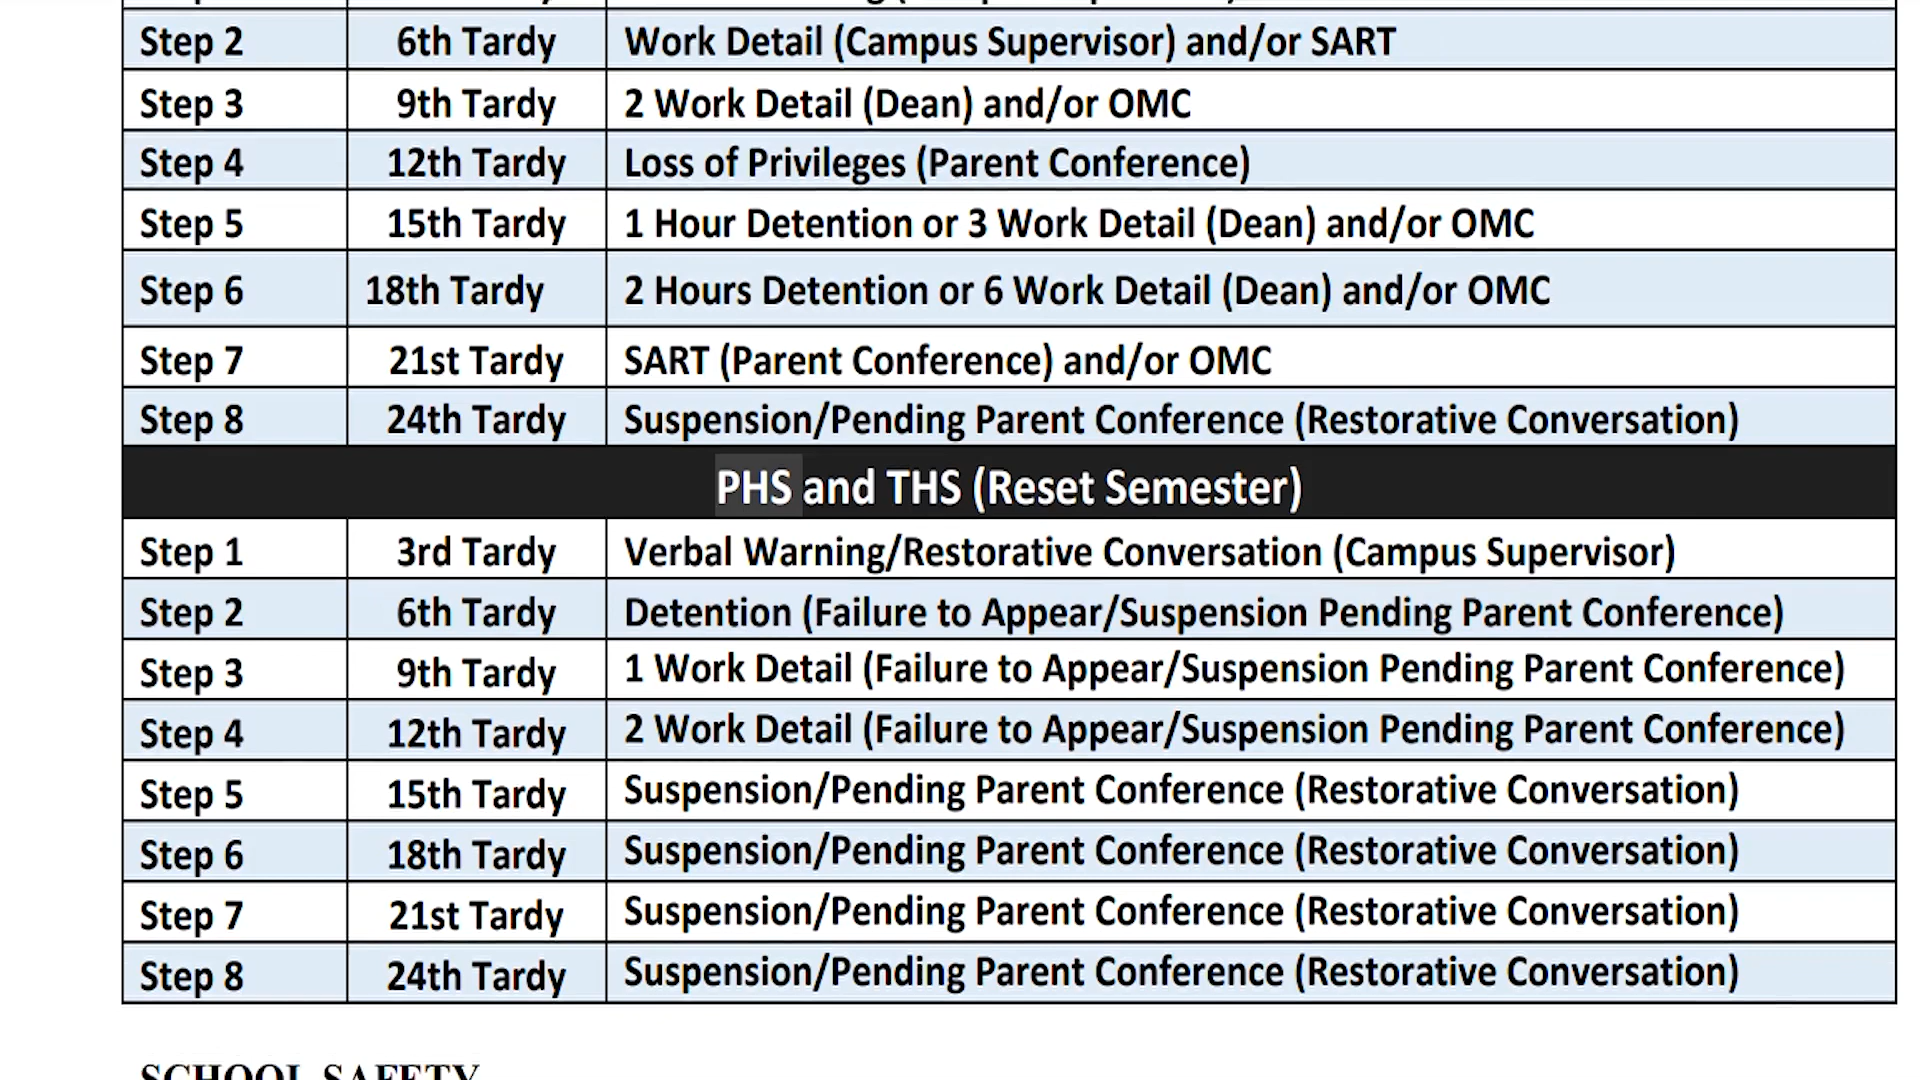 Step 2 6th Tardy Work Detail (Campus Supervisor) and/or SART
Step 3 9th Tardy 2 Work Detail (Dean) and/or OMC
Step 4 12th Tardy Loss of Privileges (Parent Conference)
Step 5 15th Tardy 1 Hour Detention or 3 Work Detail (Dean) and/or OMC
Step 6 18th Tardy 2 Hours Detention or 6 Work Detail (Dean) and/or OMC
Step 7 21st Tardy SART (Parent Conference) and/or OMC
Step 8 24th Tardy Suspension/Pending Parent Conference (Restorative Conversation)
PHS and THS (Reset Semester)
Step 1 3rd Tardy Verbal Warning/Restorative Conversation (Campus Supervisor)
Step 2 6th Tardy Detention (Failure to Appear/Suspension Pending Parent Conference)
Step 3 9th Tardy 1 Work Detail (Failure to Appear/Suspension Pending Parent Conference)
Step 4 12th Tardy 2 Work Detail (Failure to Appear/Suspension Pending Parent Conference)
Step 5 15th Tardy Suspension/Pending Parent Conference (Restorative Conversation)
Step 6 18th Tardy Suspension/Pending Parent Conference (Restorative Conversation)
Step 7 21st Tardy Suspension/Pending Parent Conference (Restorative Conversation)
Step 8 24th Tardy Suspension/Pending Parent Conference (Restorative Conversation)
SCHOOL SAFETY